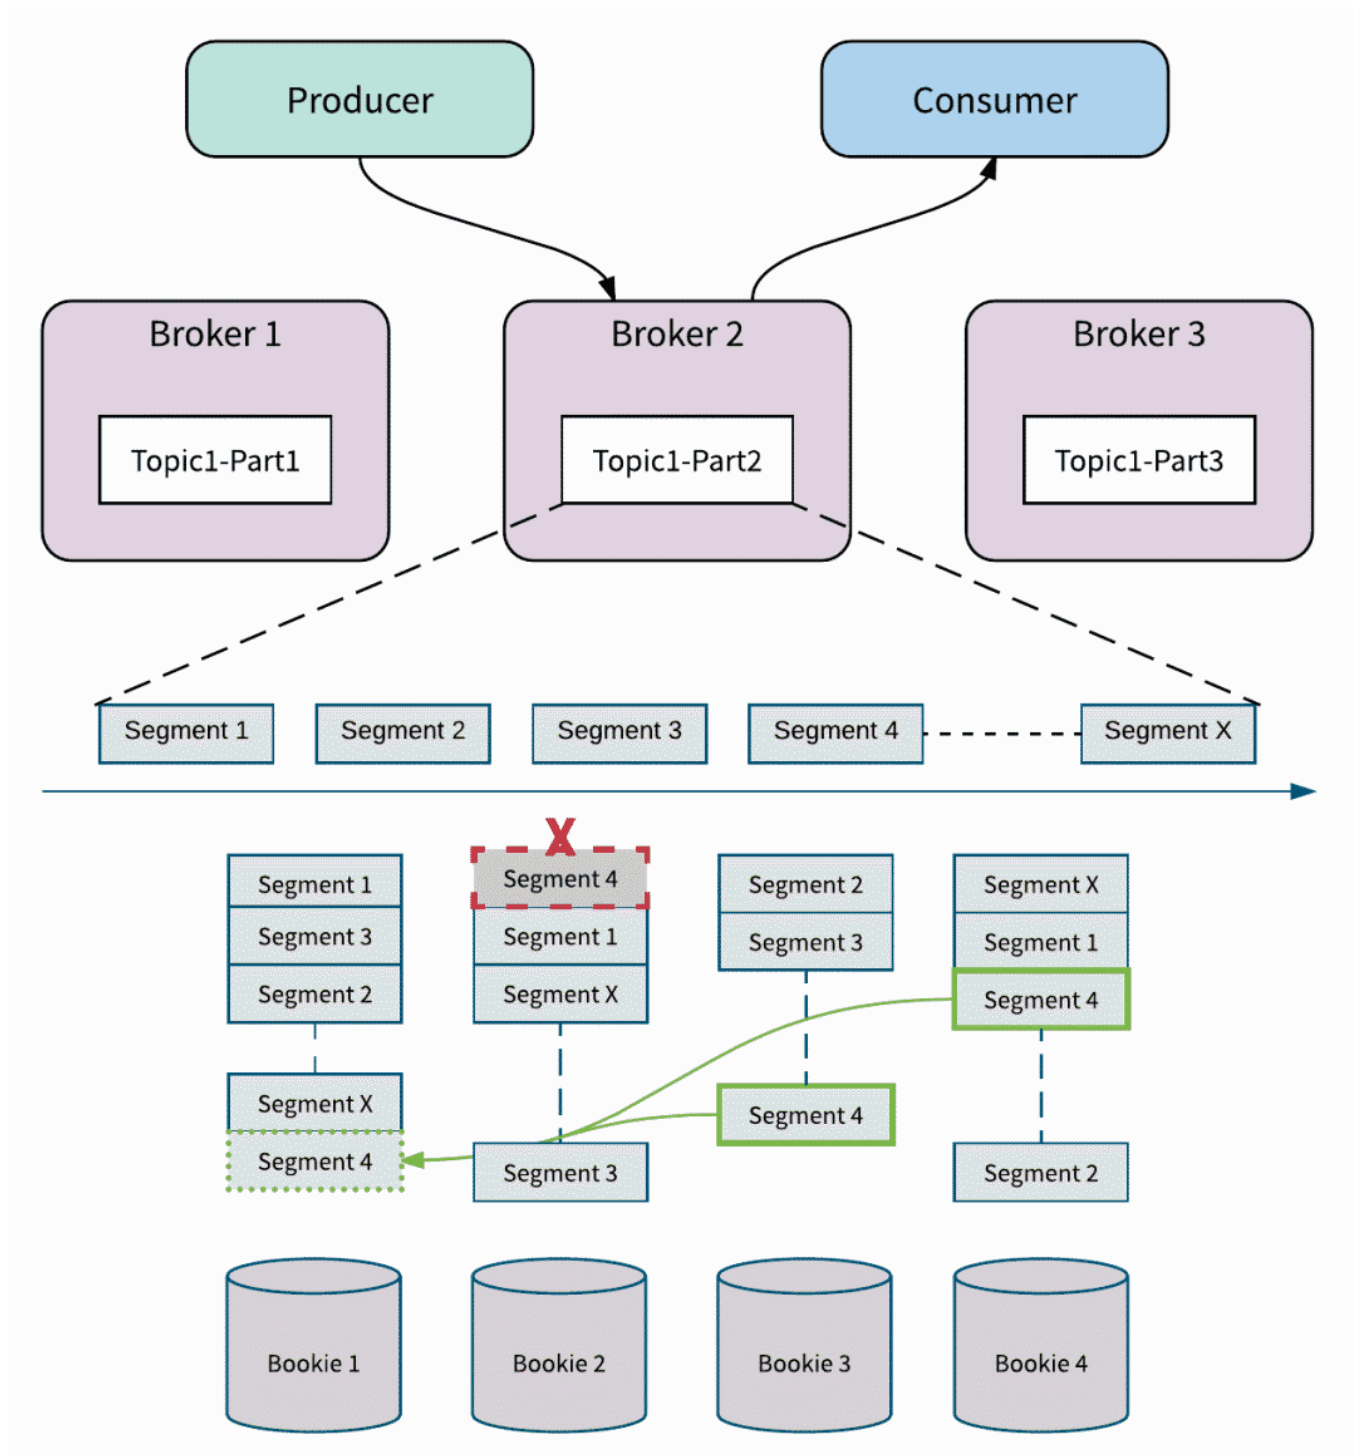 Producer
Consumer
Broker 1
Broker 2
Broker 3
Topic1-Part1
Topic1-Part2
Topic1-Part3
Segment 1
Segment 2
Segment 3
Segment 4
Segment X
X
Segment 1
Segment 3
Segment 2
Segment X
Segment 4
Segment 4
Segment 1
Segment X
Segment 3
Segment 2
Segment 3
Segment 4
Segment X
Segment 1
Segment 4
Segment 2
Bookie 1
Bookie 2
Bookie 3
Bookie 4